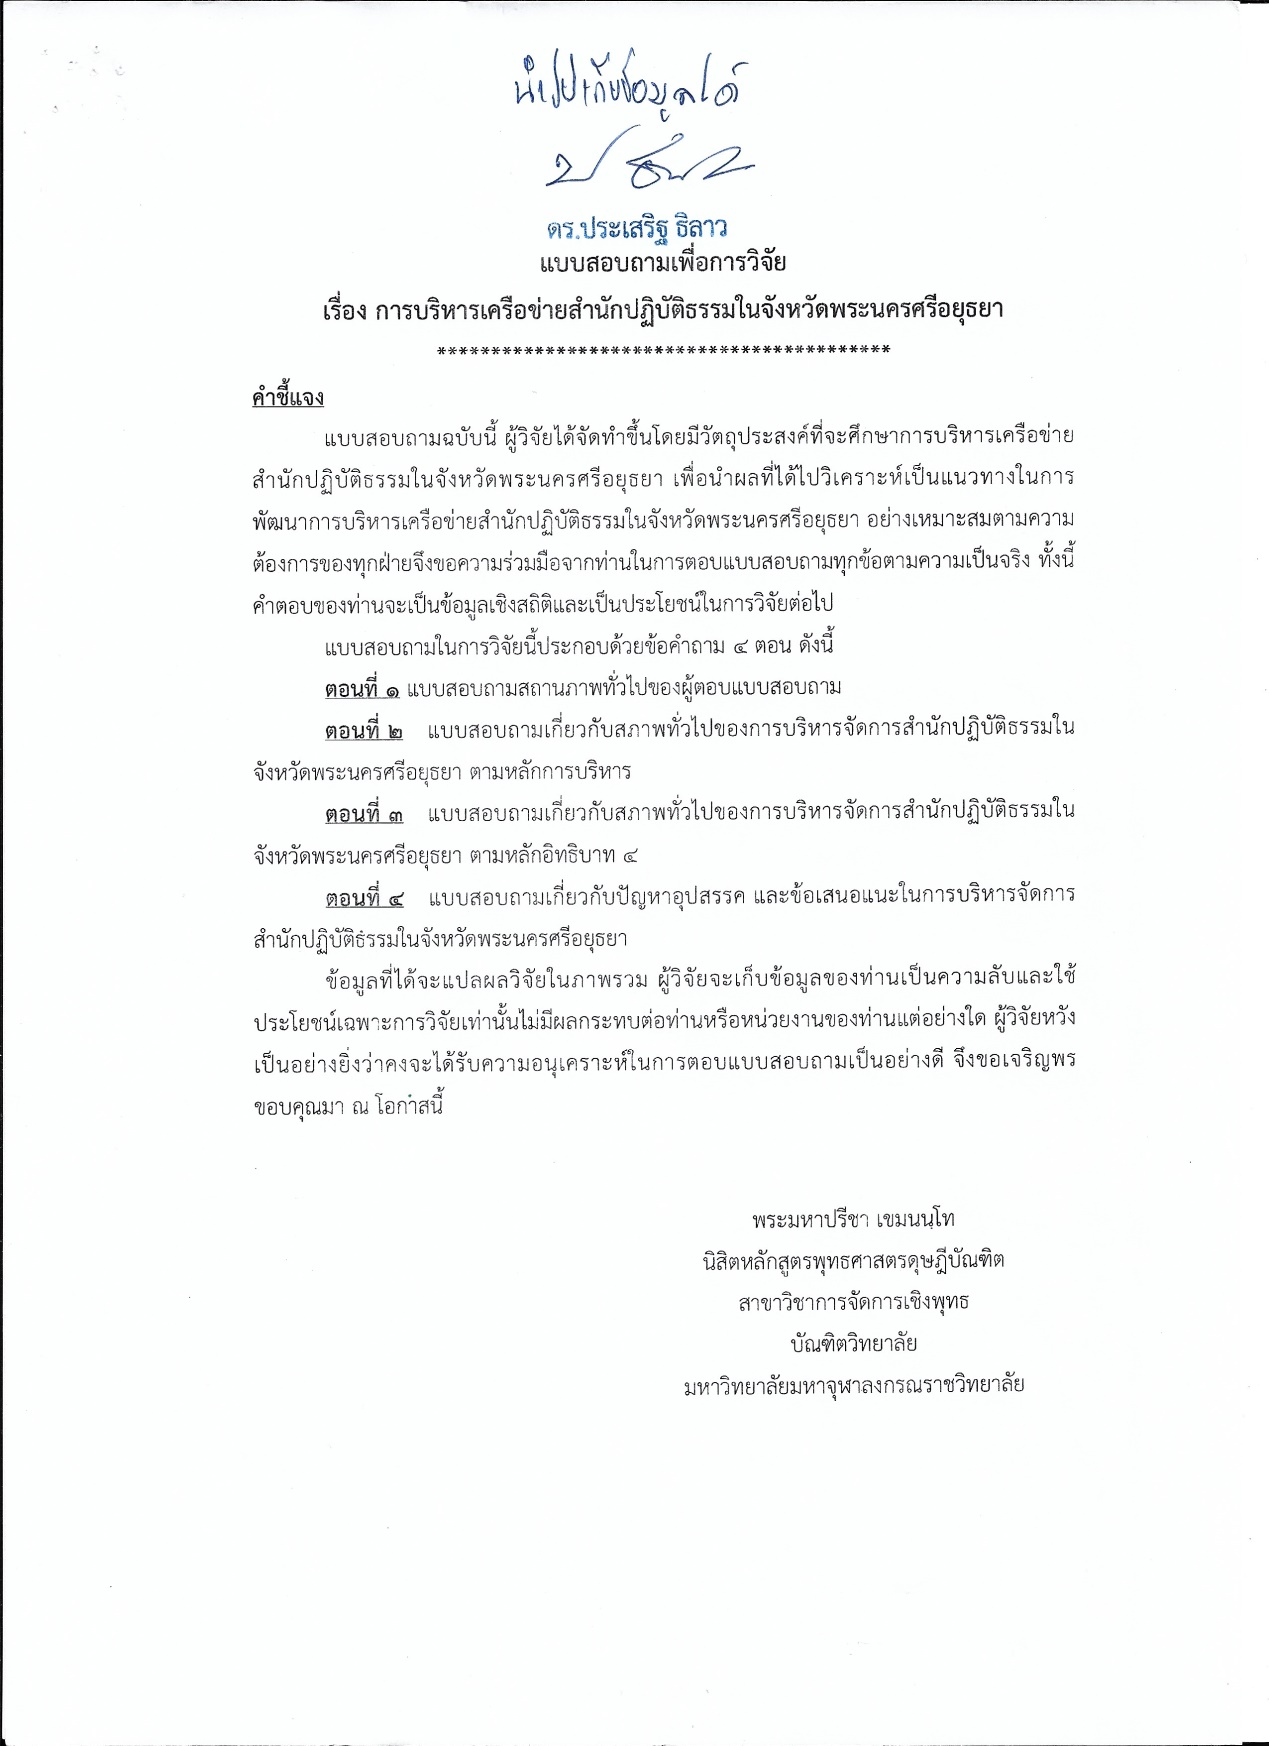 นำไปเก็บข้อมูลได้
ดร.ประเสริฐ ธิลาว
แบบสอบถามเพื่อการวิจัย
เรื่อง การบริหารเครือข่ายสำนักปฏิบัติธรรมในจังหวัดพระนครศรีอยุธยา
******************************************
คำชี้แจง
แบบสอบถามฉบับนี้ ผู้วิจัยได้จัดทำขึ้นโดยมีวัตถุประสงค์ที่จะศึกษาการบริหารเครือข่าย
สำนักปฏิบัติธรรมในจังหวัดพระนครศรีอยุธยา เพื่อนำผลที่ได้ไปวิเคราะห์เป็นแนวทางในการ
พัฒนาการบริหารเครือข่ายสำนักปฏิบัติธรรมในจังหวัดพระนครศรีอยุธยา อย่างเหมาะสมตามความ
ต้องการของทุกฝ่ายจึงขอความร่วมมือจากท่านในการตอบแบบสอบถามทุกข้อตามความเป็นจริง ทั้งนี้
คำตอบของท่านจะเป็นข้อมูลเชิงสถิติและเป็นประโยชน์ในการวิจัยต่อไป
แบบสอบถามในการวิจัยนี้ประกอบด้วยข้อคำถาม ๔ ตอน ดังนี้
ตอนที่ ๑ แบบสอบถามสถานภาพทั่วไปของผู้ตอบแบบสอบถาม
ตอนที่ ๒ แบบสอบถามเกี่ยวกับสภาพทั่วไปของการบริหารจัดการสำนักปฏิบัติธรรมใน
จังหวัดพระนครศรีอยุธยา ตามหลักการบริหาร
ตอนที่ ๓ แบบสอบถามเกี่ยวกับสภาพทั่วไปของการบริหารจัดการสำนักปฏิบัติธรรมใน
จังหวัดพระนครศรีอยุธยา ตามหลักอิทธิบาท ๔
ตอนที่ ๔ แบบสอบถามเกี่ยวกับปัญหาอุปสรรค และข้อเสนอแนะในการบริหารจัดการ
สำนักปฏิบัติธรรมในจังหวัดพระนครศรีอยุธยา
ข้อมูลที่ได้จะแปลผลวิจัยในภาพรวม ผู้วิจัยจะเก็บข้อมูลของท่านเป็นความลับและใช้
ประโยชน์เฉพาะการวิจัยเท่านั้นไม่มีผลกระทบต่อท่านหรือหน่วยงานของท่านแต่อย่างใด ผู้วิจัยหวัง
เป็นอย่างยิ่งว่าคงจะได้รับความอนุเคราะห์ในการตอบแบบสอบถามเป็นอย่างดี จึงขอเจริญพร
ขอบคุณมา ณ โอกาสนี้
พระมหาปรีชา เขมนนฺโท
นิสิตหลักสูตรพุทธศาสตรดุษฎีบัณฑิต
สาขาวิชาการจัดการเชิงพุทธ
บัณฑิตวิทยาลัย
มหาวิทยาลัยมหาจุฬาลงกรณราชวิทยาลัย